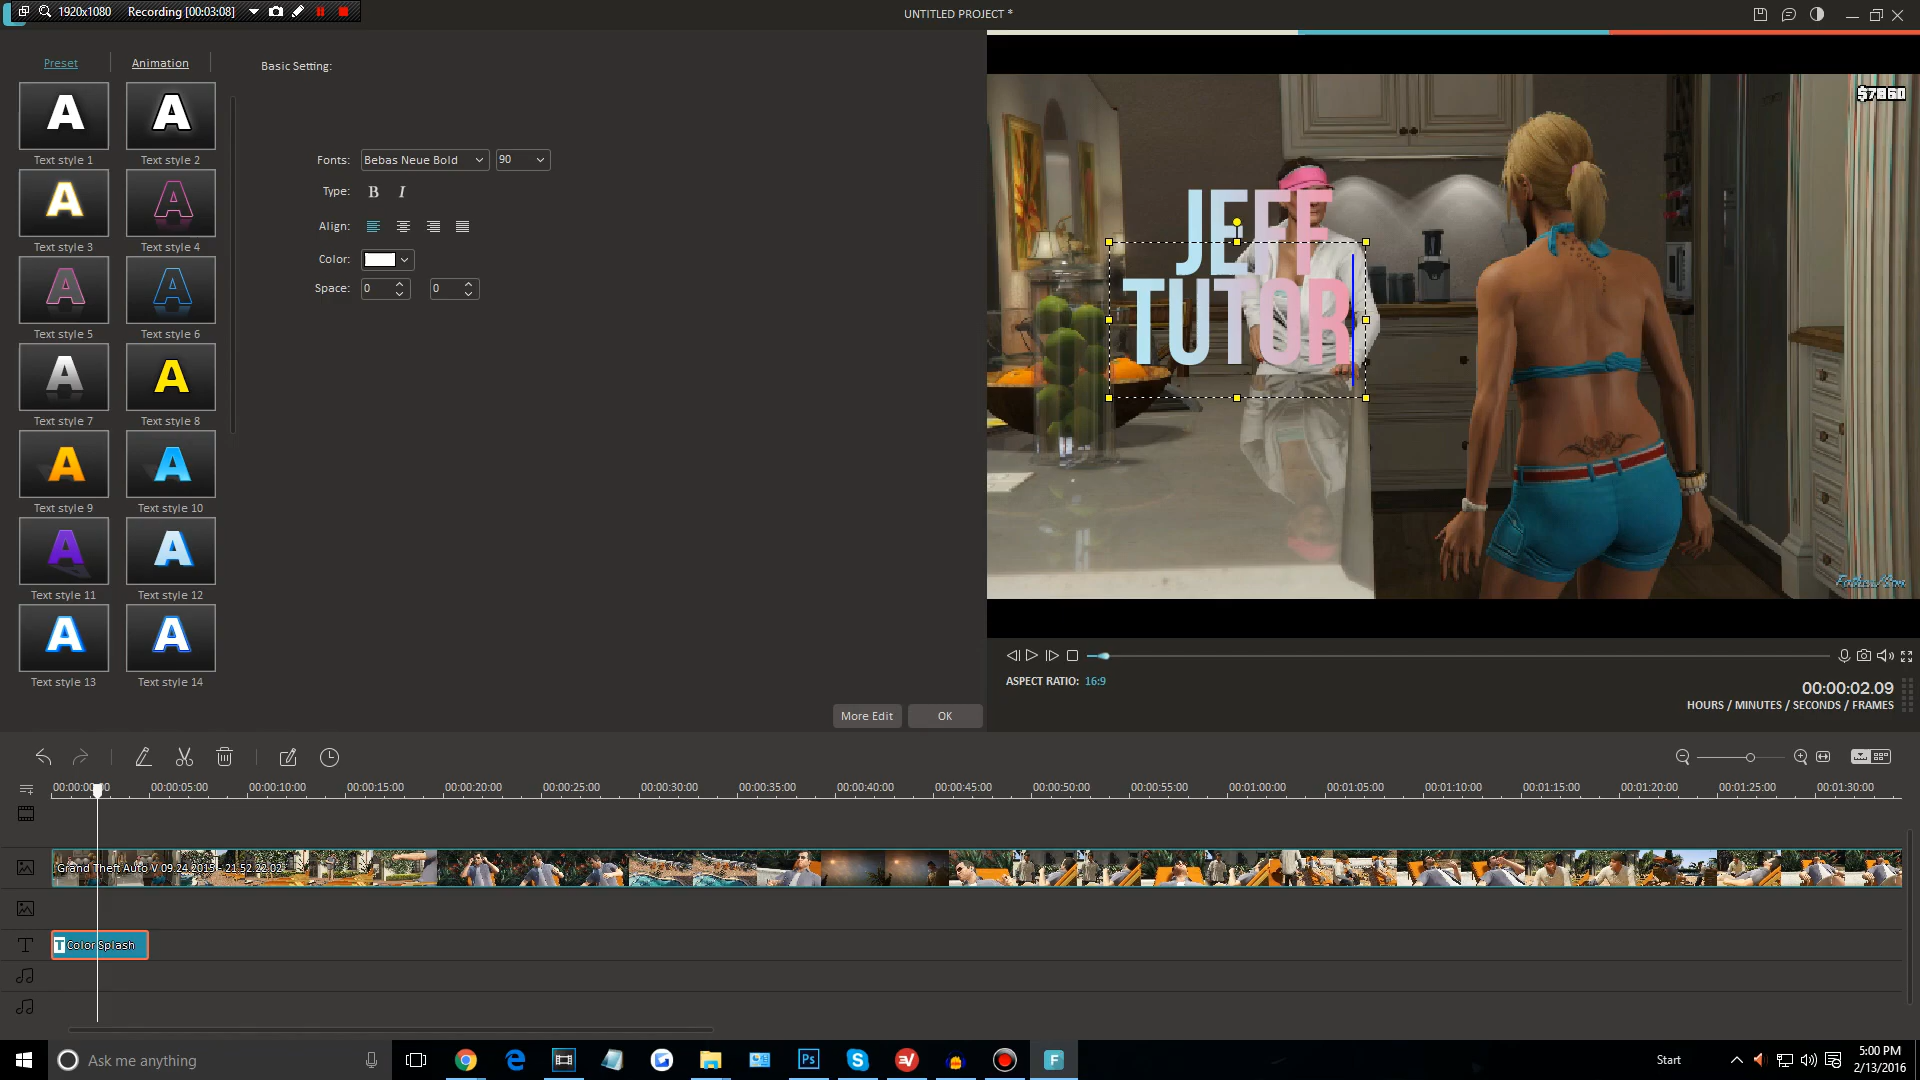 1920x1080 Recording [00:03:08]
UNTITLED PROJECT *
Preset Animation
Basic Setting:
A A
Text style 1 Text style 2
A A
Text style 3 Text style 4
A A
Text style 5 Text style 6
A A
Text style 7 Text style 8
A A
Text style 9 Text style 10
A A
Text style 11 Text style 12
A A
Text style 13 Text style 14
Fonts: Bebas Neue Bold 90
Type: B I
Align:
Color:
Space: 0 0
More Edit OK
$7860
JEFF
TUTOR
ASPECT RATIO: 16:9
00:00:02.09
HOURS / MINUTES / SECONDS / FRAMES
00:00:05:00 00:00:10:00 00:00:15:00 00:00:20:00 00:00:25:00 00:00:30:00 00:00:35:00 00:00:40:00 00:00:45:00 00:00:50:00 00:00:55:00 00:01:00:00 00:01:05:00 00:01:10:00 00:01:15:00 00:01:20:00 00:01:25:00 00:01:30:00
Grand Theft Auto V 09.24.2015 - 21.52.22.02
T Color Splash
T
Ask me anything
Ps
S
F
Start
5:00 PM
2/13/2016